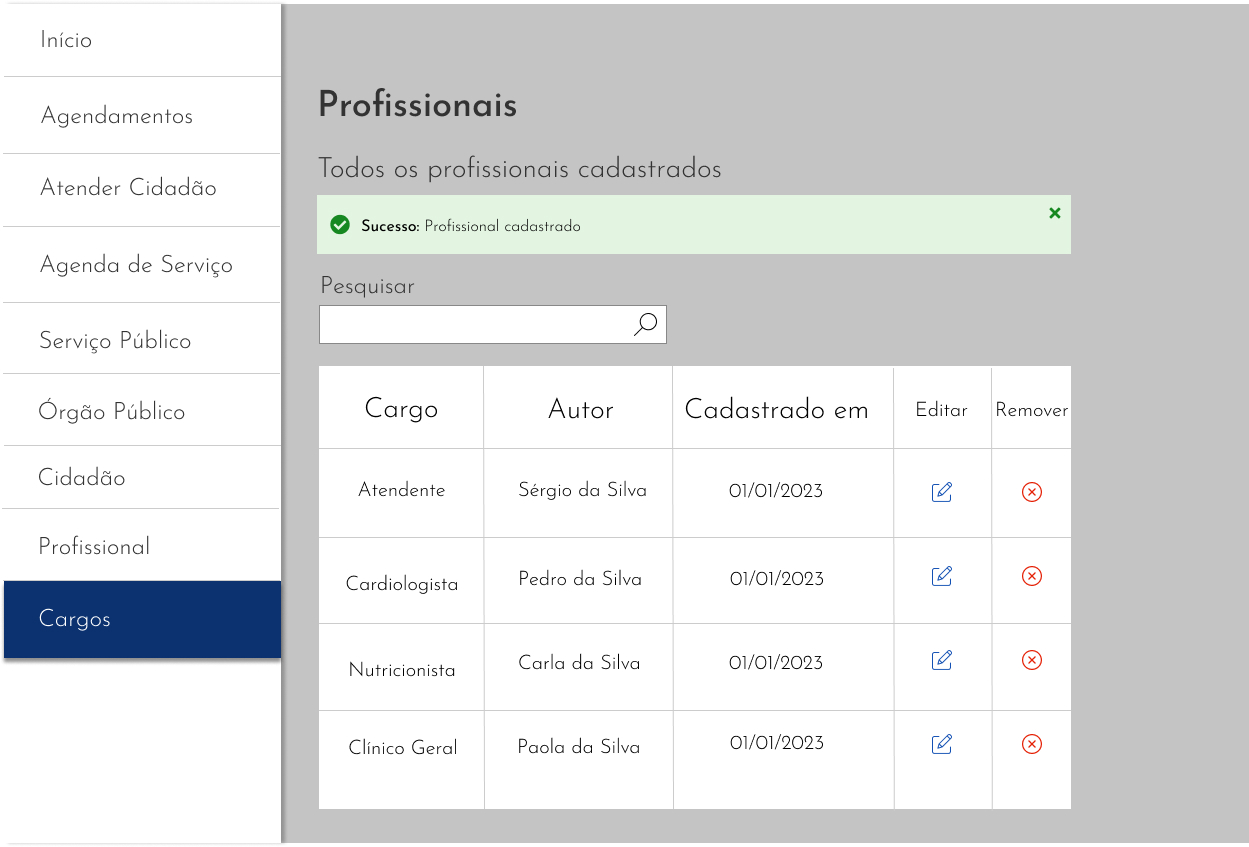 Início
Agendamentos
Atender Cidadão
Agenda de Serviço
Serviço Público
Órgão Público
Cidadão
Profissional
Cargos
Profissionais
Todos os profissionais cadastrados
Sucesso: Profissional cadastrado
Pesquisar
Cargo Autor Cadastrado em Editar Remover
Atendente Sérgio da Silva 01/01/2023
Cardiologista Pedro da Silva 01/01/2023
Nutricionista Carla da Silva 01/01/2023
Clínico Geral Paola da Silva 01/01/2023